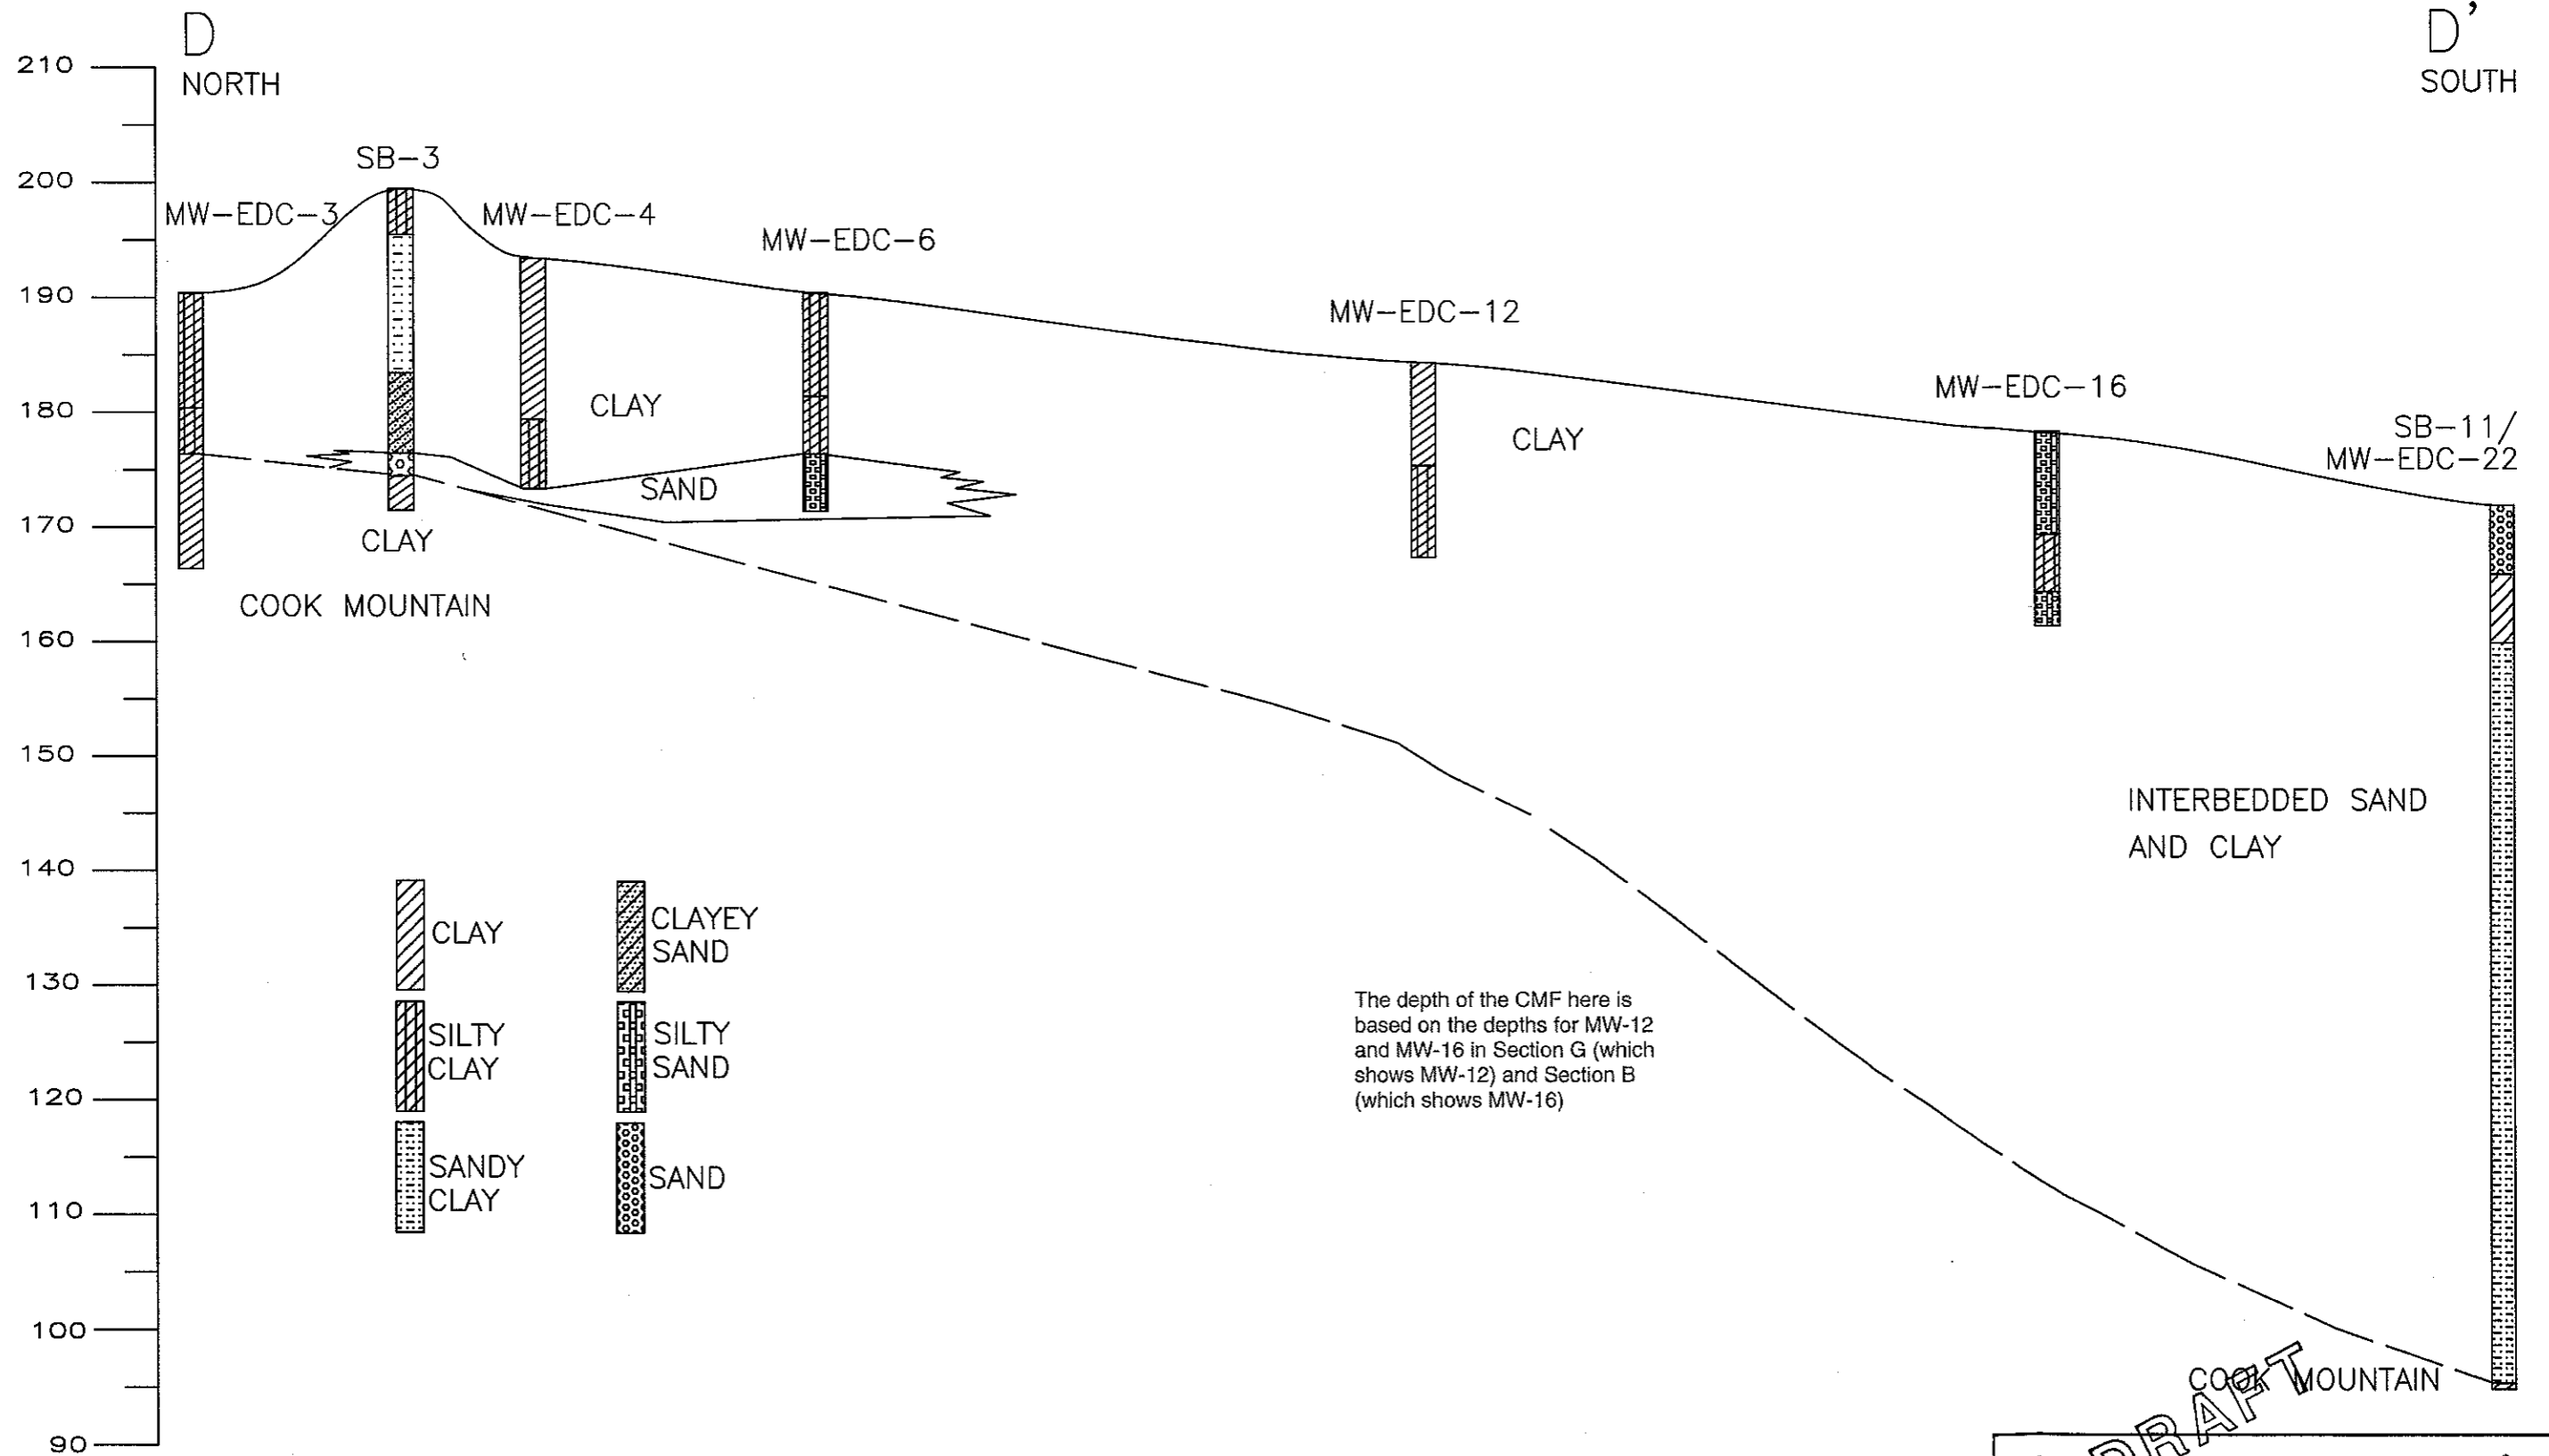 D
NORTH
D'
SOUTH
210
200
190
180
170
160
150
140
130
120
110
100
90
SB-3
MW-EDC-3
MW-EDC-4
MW-EDC-6
MW-EDC-12
MW-EDC-16
SB-11/
MW-EDC-22
CLAY
SAND
CLAY
CLAY
COOK MOUNTAIN
INTERBEDDED SAND
AND CLAY
CLAY
SILTY
CLAY
SANDY
CLAY
CLAYEY
SAND
SILTY
SAND
SAND
The depth of the CMF here is
based on the depths for MW-12
and MW-16 in Section G (which
shows MW-12) and Section B
(which shows MW-16)
COOK MOUNTAIN
DRAFT